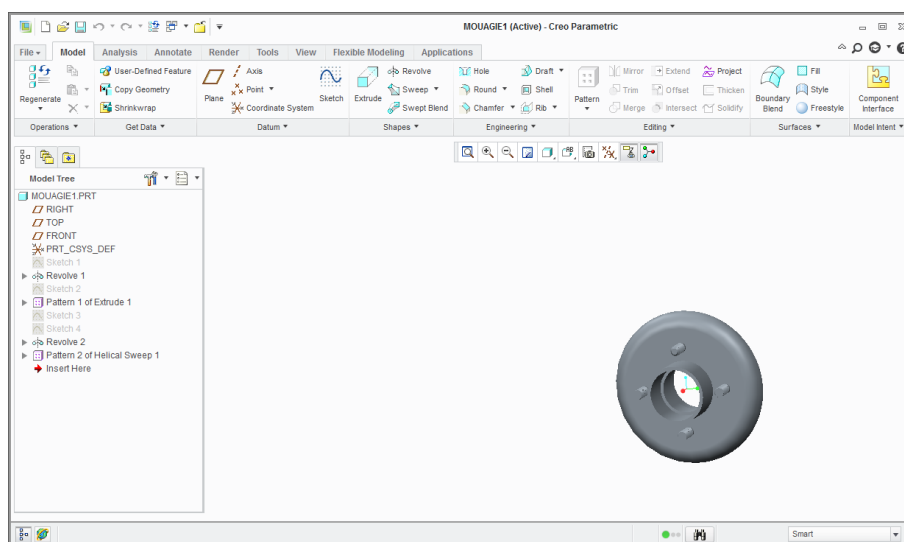 MOUAGIE1 (Active) - Creo Parametric
File Model Analysis Annotate Render Tools View Flexible Modeling Applications
Regenerate
User-Defined Feature
Copy Geometry
Shrinkwrap
Plane
Axis
Point
Coordinate System
Sketch
Extrude
Revolve
Sweep
Swept Blend
Hole
Round
Chamfer
Draft
Shell
Rib
Pattern
Mirror
Trim
Merge
Extend
Offset
Intersect
Project
Thicken
Solidify
Boundary
Blend
Fill
Style
Freestyle
Component
Interface
Operations Get Data Datum Shapes Engineering Editing Surfaces Model Intent
Model Tree
MOUAGIE1.PRT
RIGHT
TOP
FRONT
PRT_CSYS_DEF
Sketch 1
Revolve 1
Sketch 2
Pattern 1 of Extrude 1
Sketch 3
Sketch 4
Revolve 2
Pattern 2 of Helical Sweep 1
Insert Here
Smart